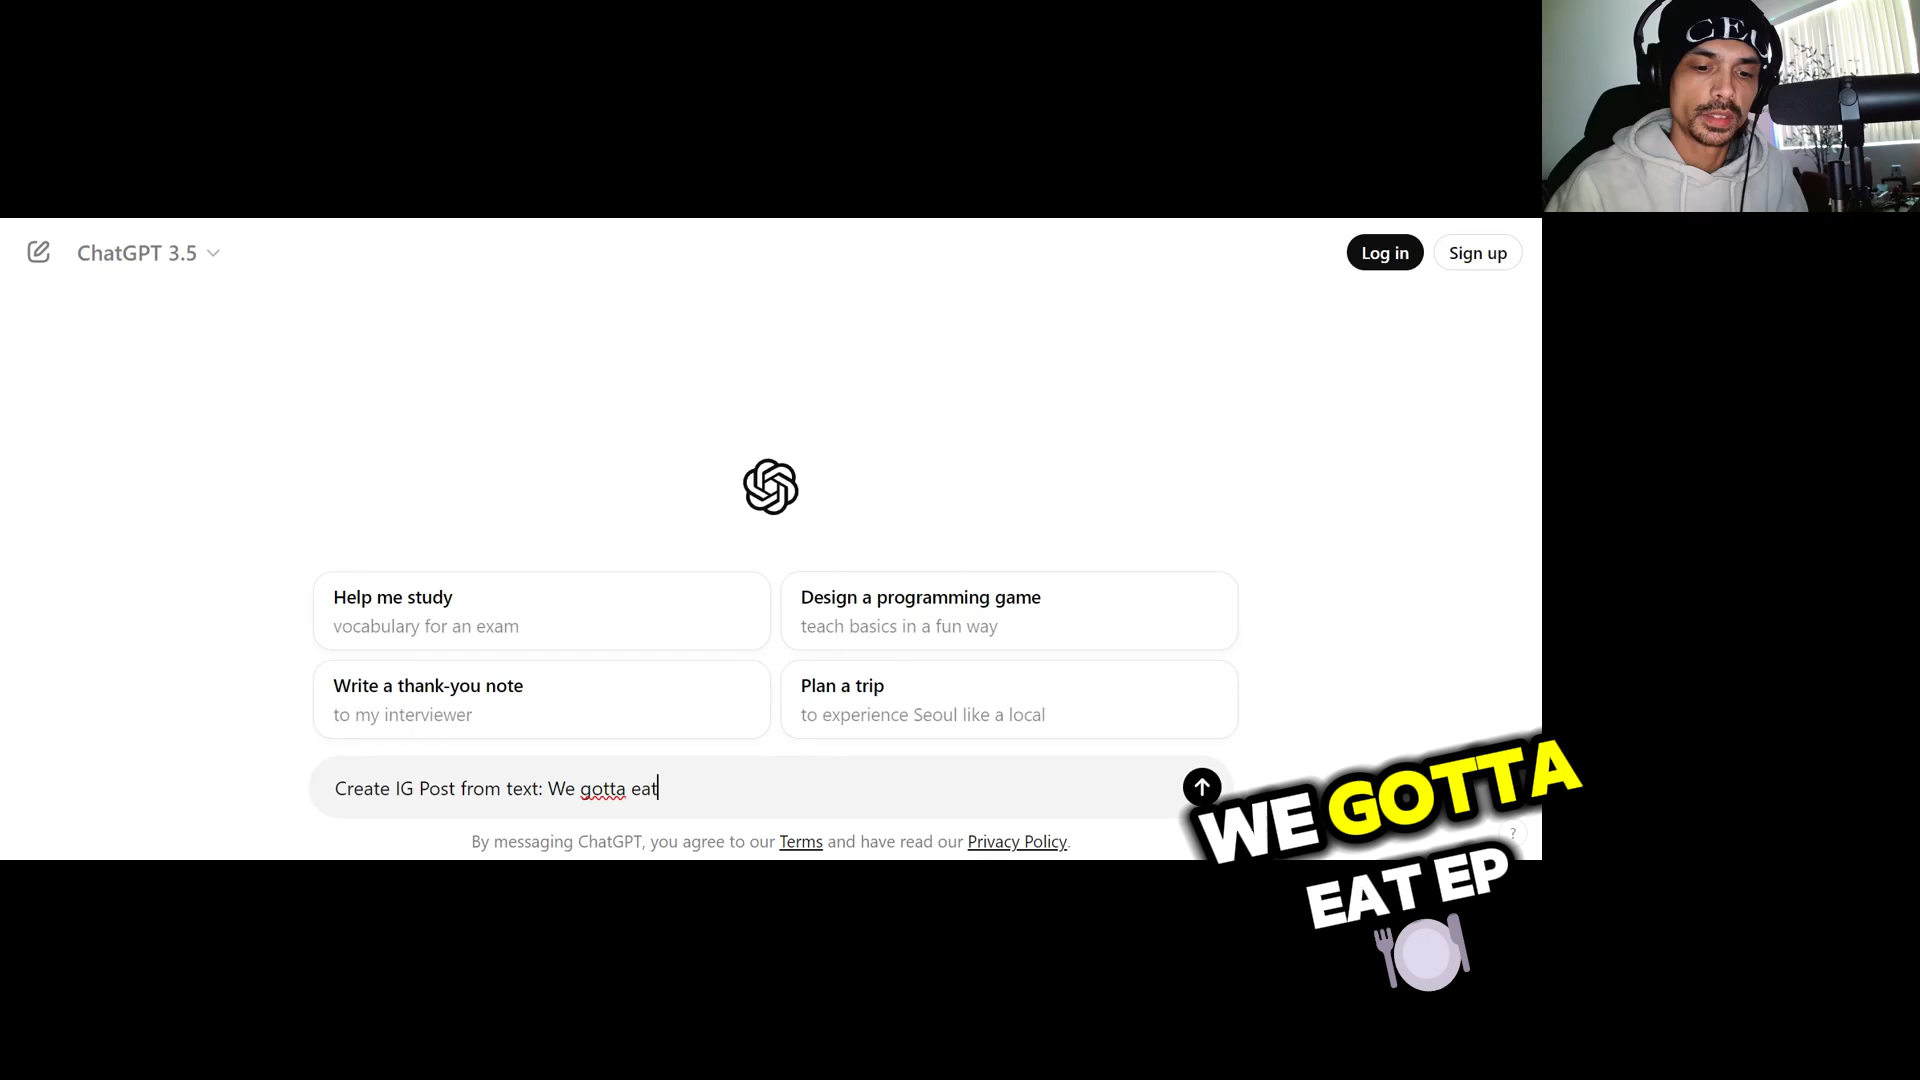 CEO
ChatGPT 3.5
Log in
Sign up
Help me study
vocabulary for an exam
Design a programming game
teach basics in a fun way
Write a thank-you note
to my interviewer
Plan a trip
to experience Seoul like a local
Create IG Post from text: We gotta eat
By messaging ChatGPT, you agree to our Terms and have read our Privacy Policy.
?
WE GOTTA
EAT EP